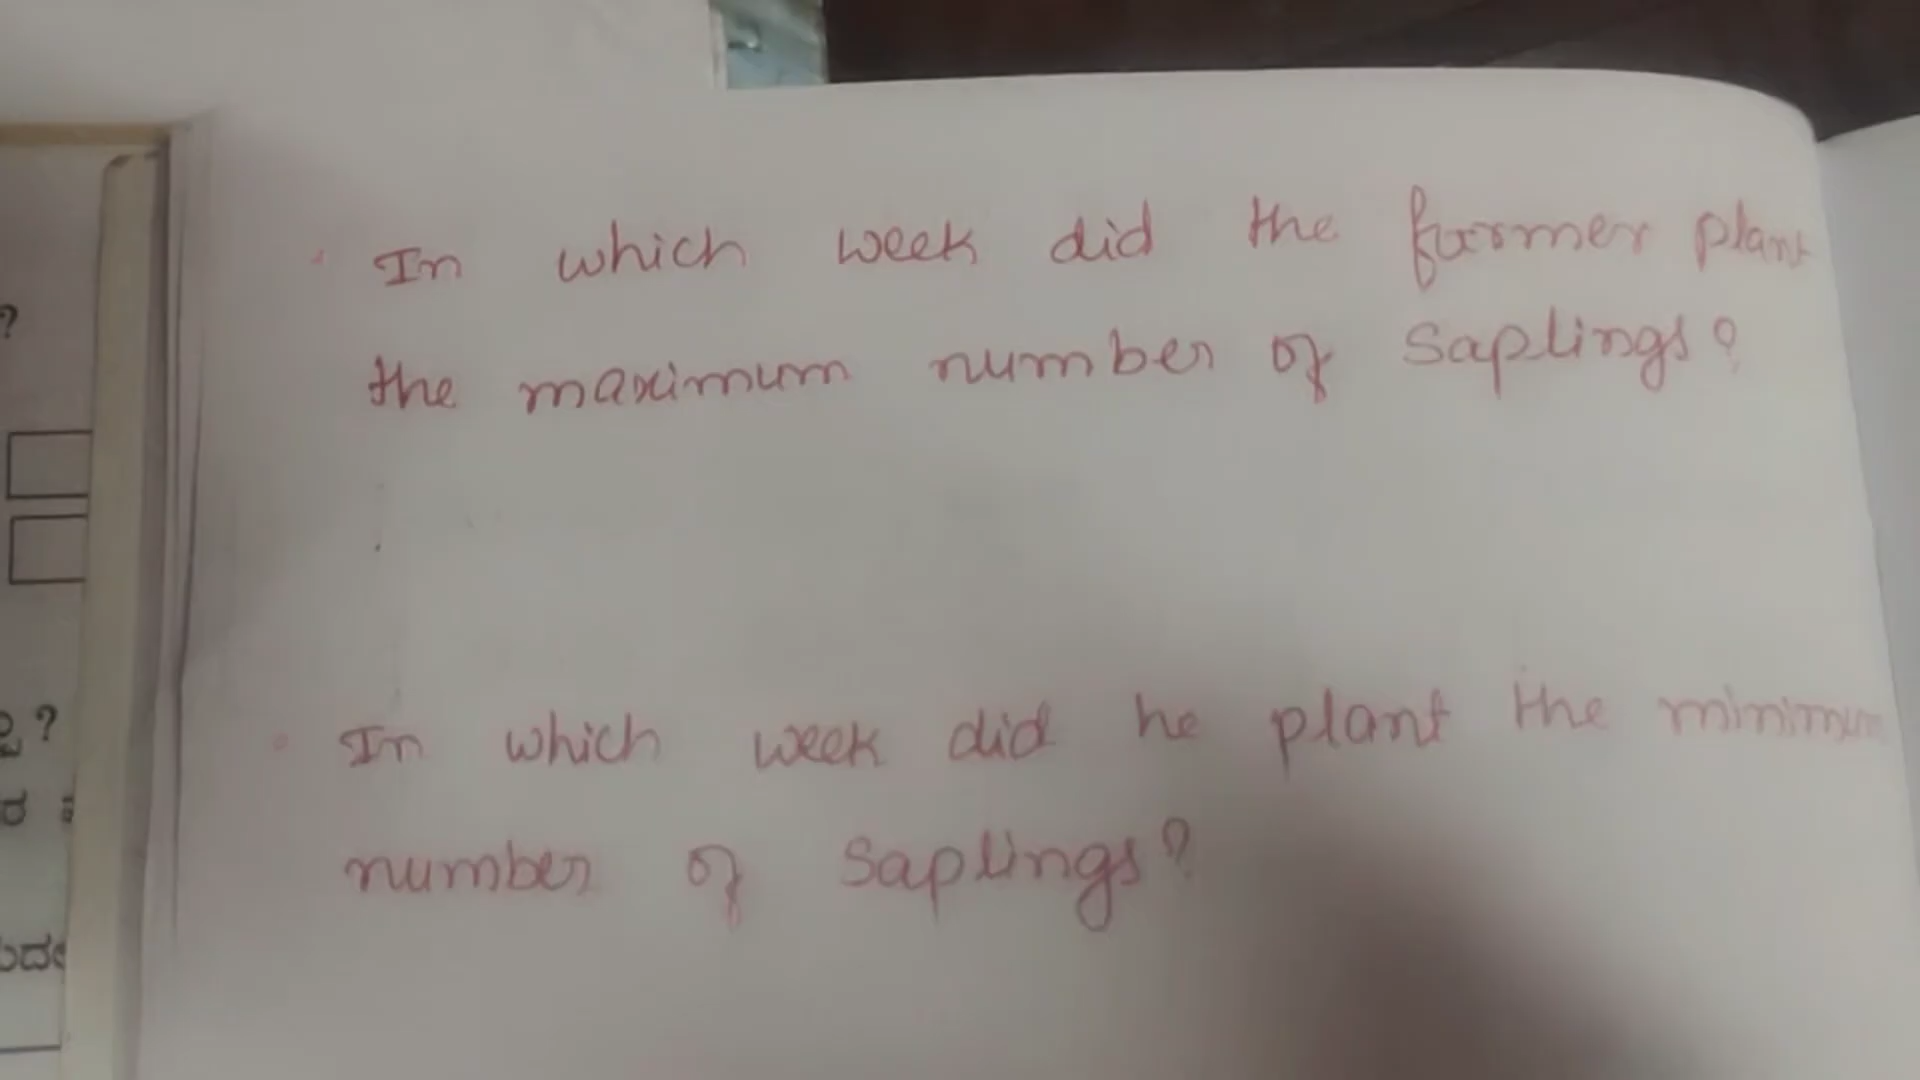 In which week did the farmer plant
the maximum number of Saplings?
In which week did he plant the minimum
number of Saplings?
?
?